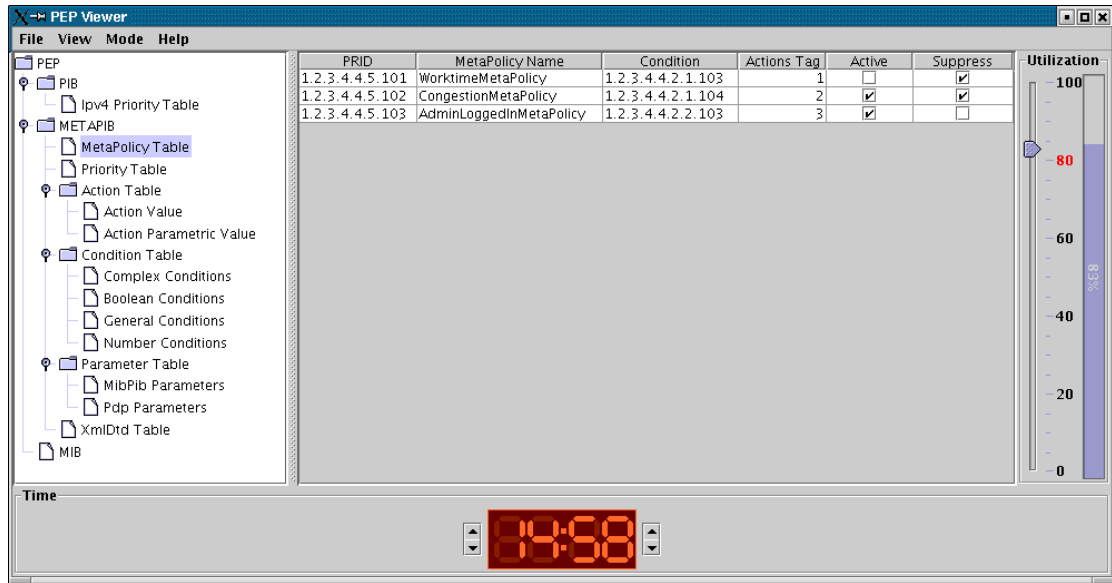 PEP Viewer
File View Mode Help
PEP
PIB
Ipv4 Priority Table
METAPIB
MetaPolicy Table
Priority Table
Action Table
Action Value
Action Parametric Value
Condition Table
Complex Conditions
Boolean Conditions
General Conditions
Number Conditions
Parameter Table
MibPib Parameters
Pdp Parameters
XmlDtd Table
MIB
PRID MetaPolicy Name Condition Actions Tag Active Suppress
1.2.3.4.4.5.101 WorktimeMetaPolicy 1.2.3.4.4.2.1.103 1
1.2.3.4.4.5.102 CongestionMetaPolicy 1.2.3.4.4.2.1.104 2
1.2.3.4.4.5.103 AdminLoggedInMetaPolicy 1.2.3.4.4.2.2.103 3
Utilization
100
80
60
40
20
0
83%
Time
14:58